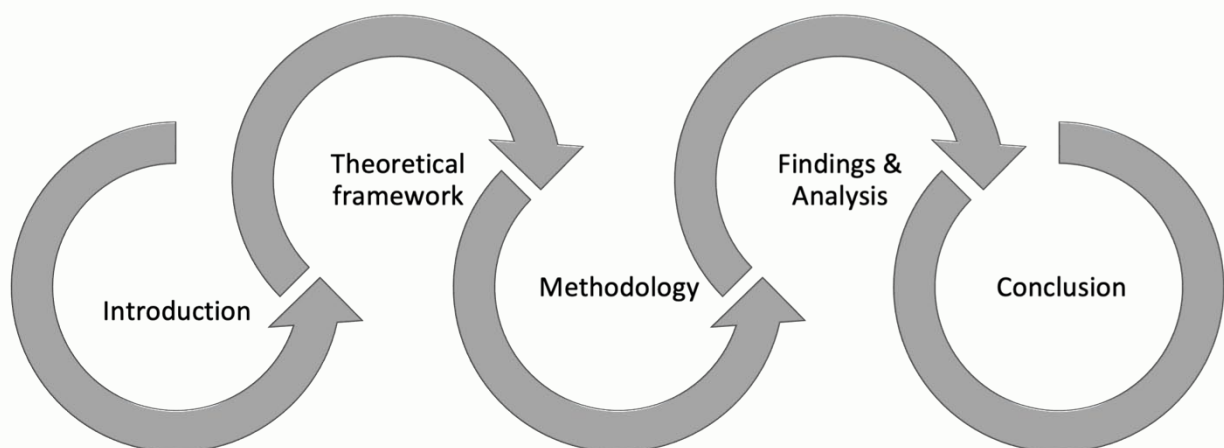 Introduction
Theoretical
framework
Methodology
Findings &
Analysis
Conclusion